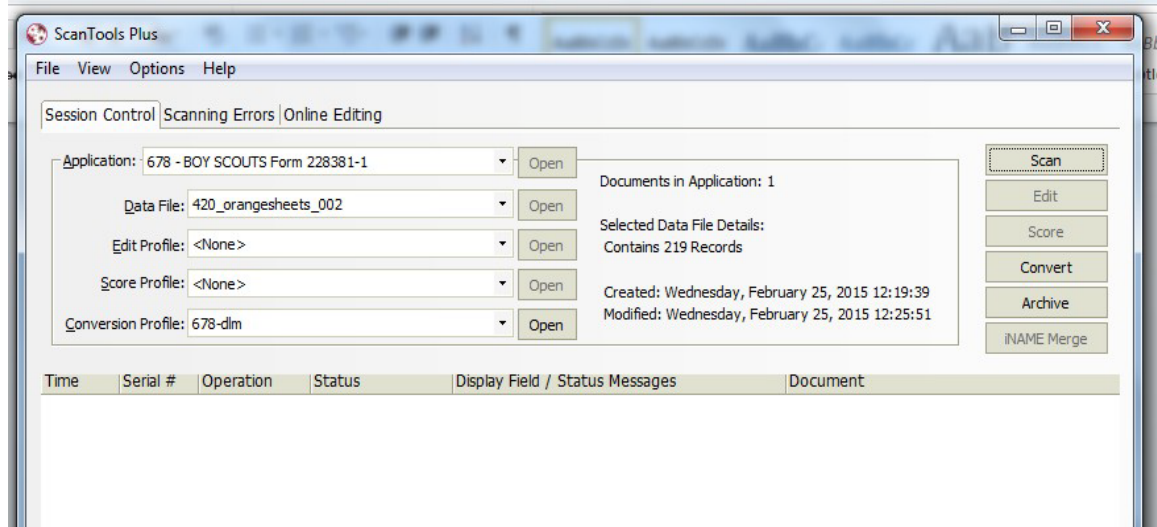 ScanTools Plus
File View Options Help
Session Control Scanning Errors Online Editing
Application: 678 - BOY SCOUTS Form 228381-1 Open
Data File: 420_orangesheets_002 Open
Edit Profile: <None> Open
Score Profile: <None> Open
Conversion Profile: 678-dlm Open
Documents in Application: 1
Selected Data File Details:
Contains 219 Records
Created: Wednesday, February 25, 2015 12:19:39
Modified: Wednesday, February 25, 2015 12:25:51
Scan
Edit
Score
Convert
Archive
iNAME Merge
Time Serial # Operation Status Display Field / Status Messages Document